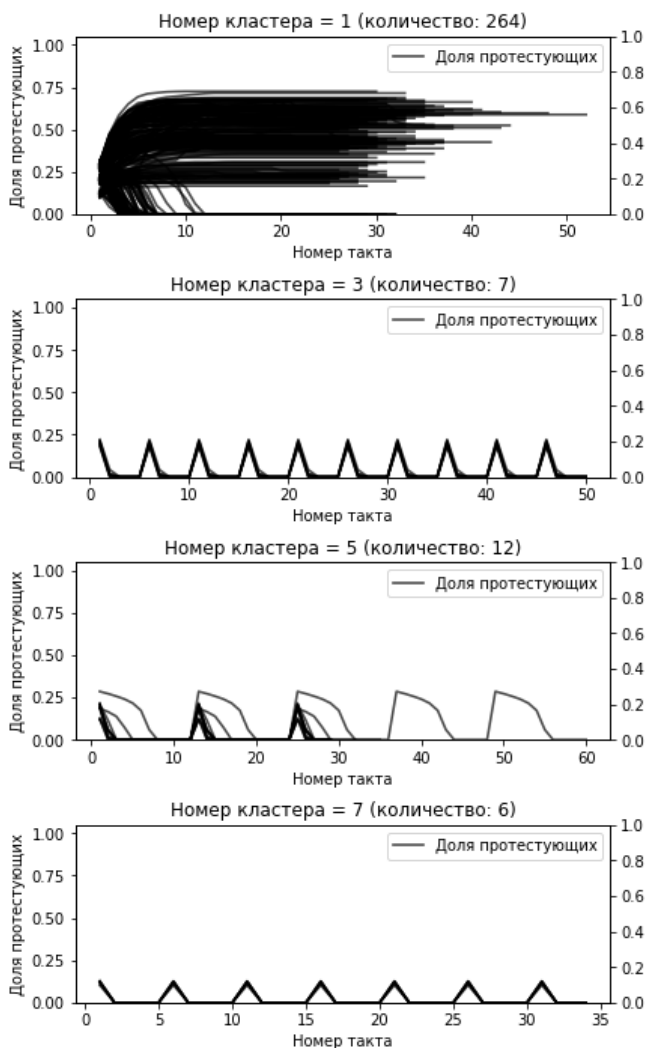 Номер кластера = 1 (количество: 264)
Доля протестующих
1.00
0.75
0.50
0.25
0.00
Доля протестующих
1.0
0.8
0.6
0.4
0.2
0.0
0 10 20 30 40 50
Номер такта
Номер кластера = 3 (количество: 7)
Доля протестующих
1.00
0.75
0.50
0.25
0.00
Доля протестующих
1.0
0.8
0.6
0.4
0.2
0.0
0 10 20 30 40 50
Номер такта
Номер кластера = 5 (количество: 12)
Доля протестующих
1.00
0.75
0.50
0.25
0.00
Доля протестующих
1.0
0.8
0.6
0.4
0.2
0.0
0 10 20 30 40 50 60
Номер такта
Номер кластера = 7 (количество: 6)
Доля протестующих
1.00
0.75
0.50
0.25
0.00
Доля протестующих
1.0
0.8
0.6
0.4
0.2
0.0
0 5 10 15 20 25 30 35
Номер такта